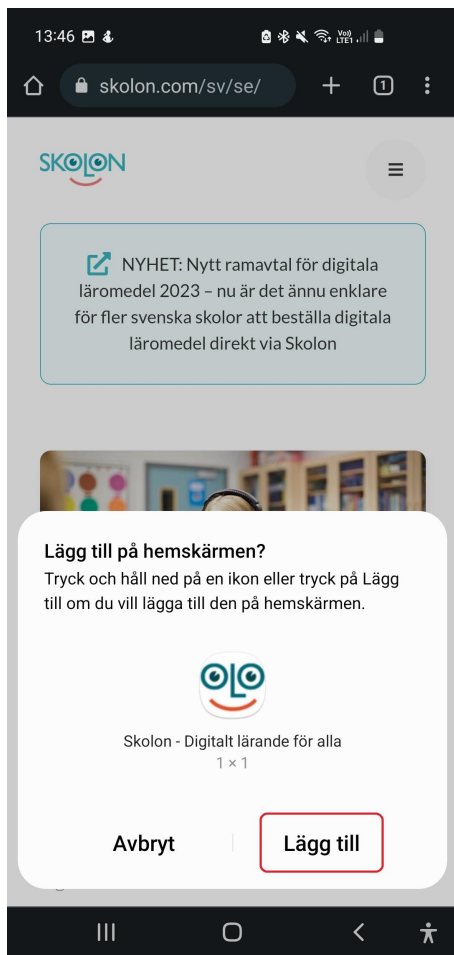 13:46
Vo))
LTE1
skolon.com/sv/se/
1
SKOLON
NYHET: Nytt ramavtal för digitala
läromedel 2023 – nu är det ännu enklare
för fler svenska skolor att beställa digitala
läromedel direkt via Skolon
Lägg till på hemskärmen?
Tryck och håll ned på en ikon eller tryck på Lägg
till om du vill lägga till den på hemskärmen.
OLO
Skolon - Digitalt lärande för alla
1 × 1
Avbryt
Lägg till